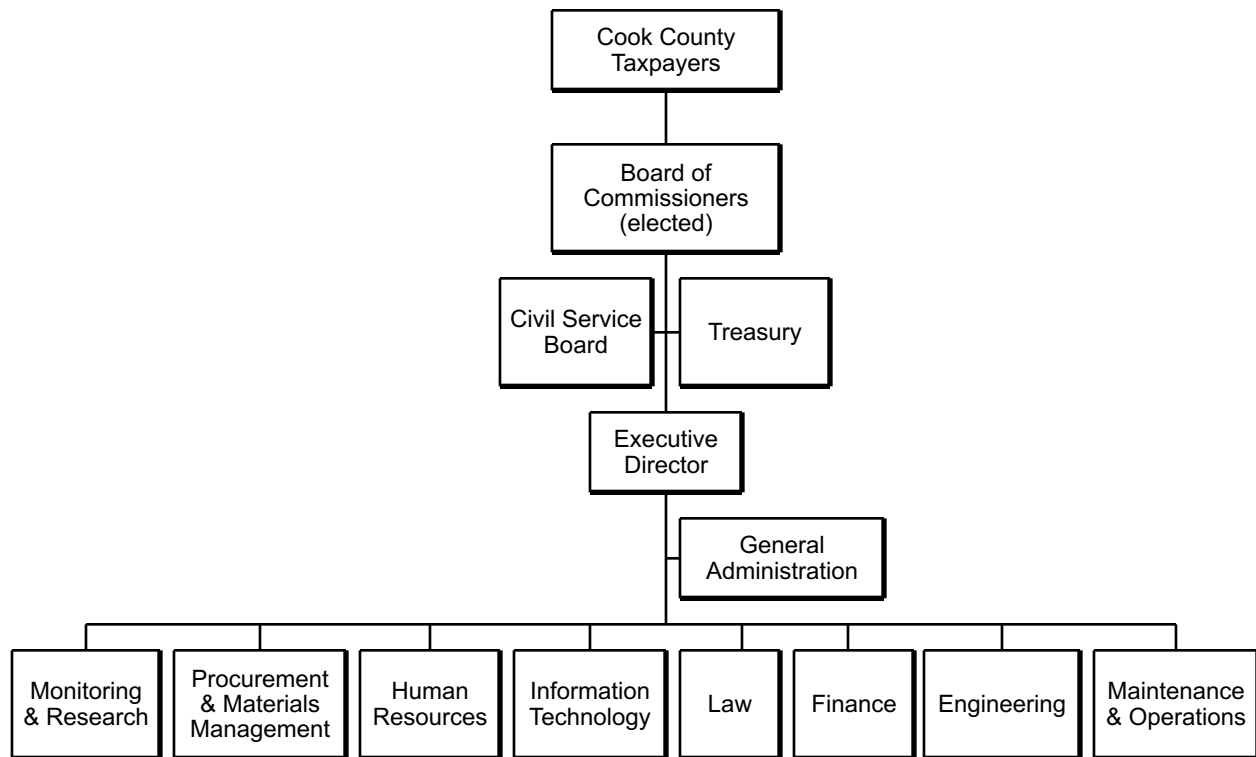 Cook County
Taxpayers
Board of
Commissioners
(elected)
Civil Service
Board
Treasury
Executive
Director
General
Administration
Monitoring
& Research
Procurement
& Materials
Management
Human
Resources
Information
Technology
Law
Finance
Engineering
Maintenance
& Operations